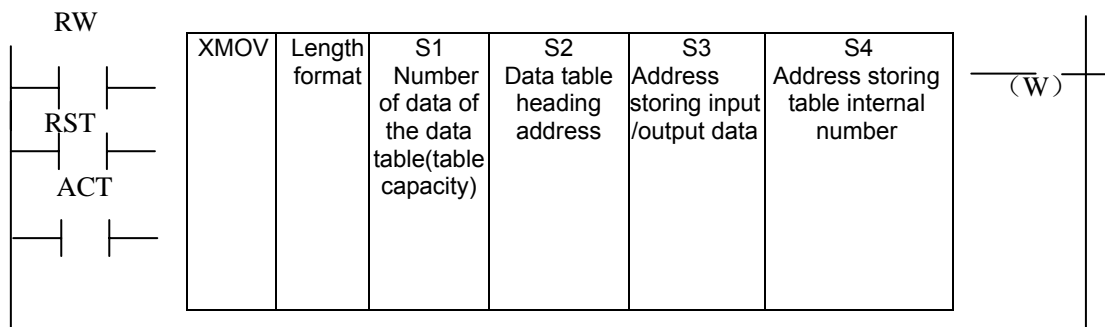 RW
RST
ACT
XMOV
Length
format
S1
Number
of data of
the data
table(table
capacity)
S2
Data table
heading
address
S3
Address
storing input
/output data
S4
Address storing
table internal
number
（W）